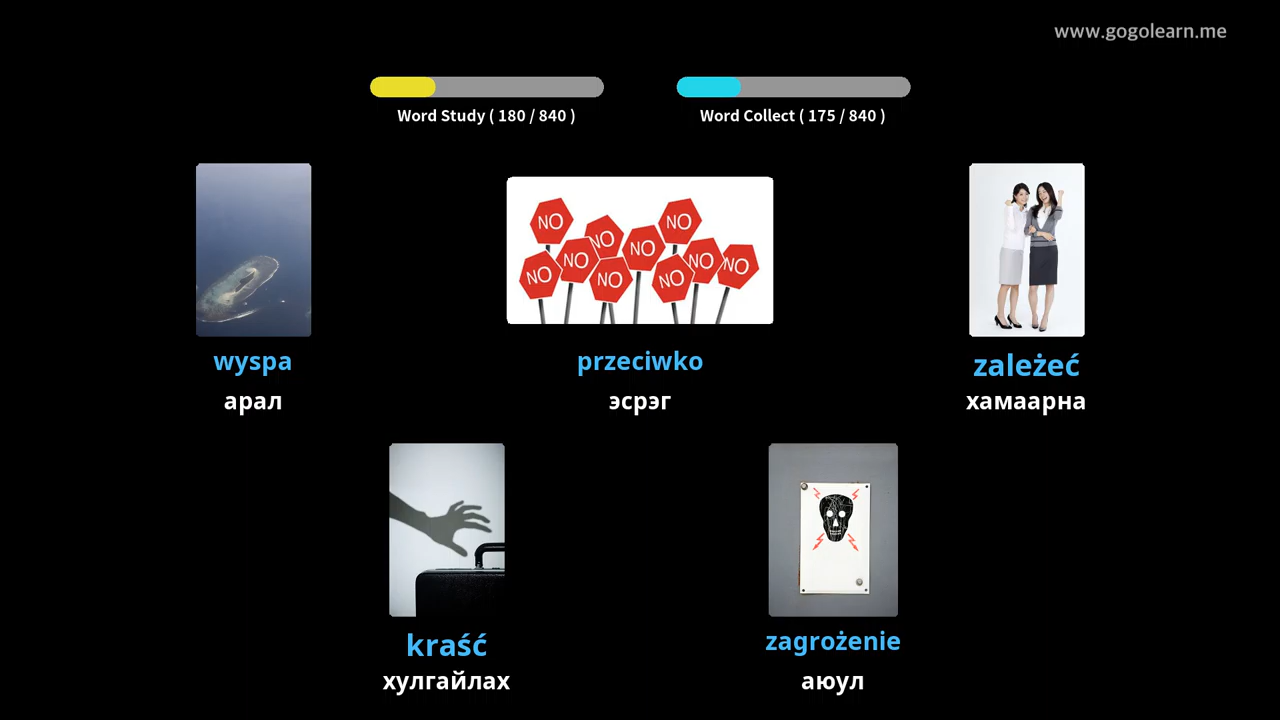 www.gogolearn.me
Word Study ( 180 / 840 )
Word Collect ( 175 / 840 )
NO
NO
NO
NO
NO
NO
NO
NO
NO
NO
wyspa
przeciwko
zależeć
арал
эсрэг
хамаарна
kraść
zagrożenie
хулгайлах
аюул